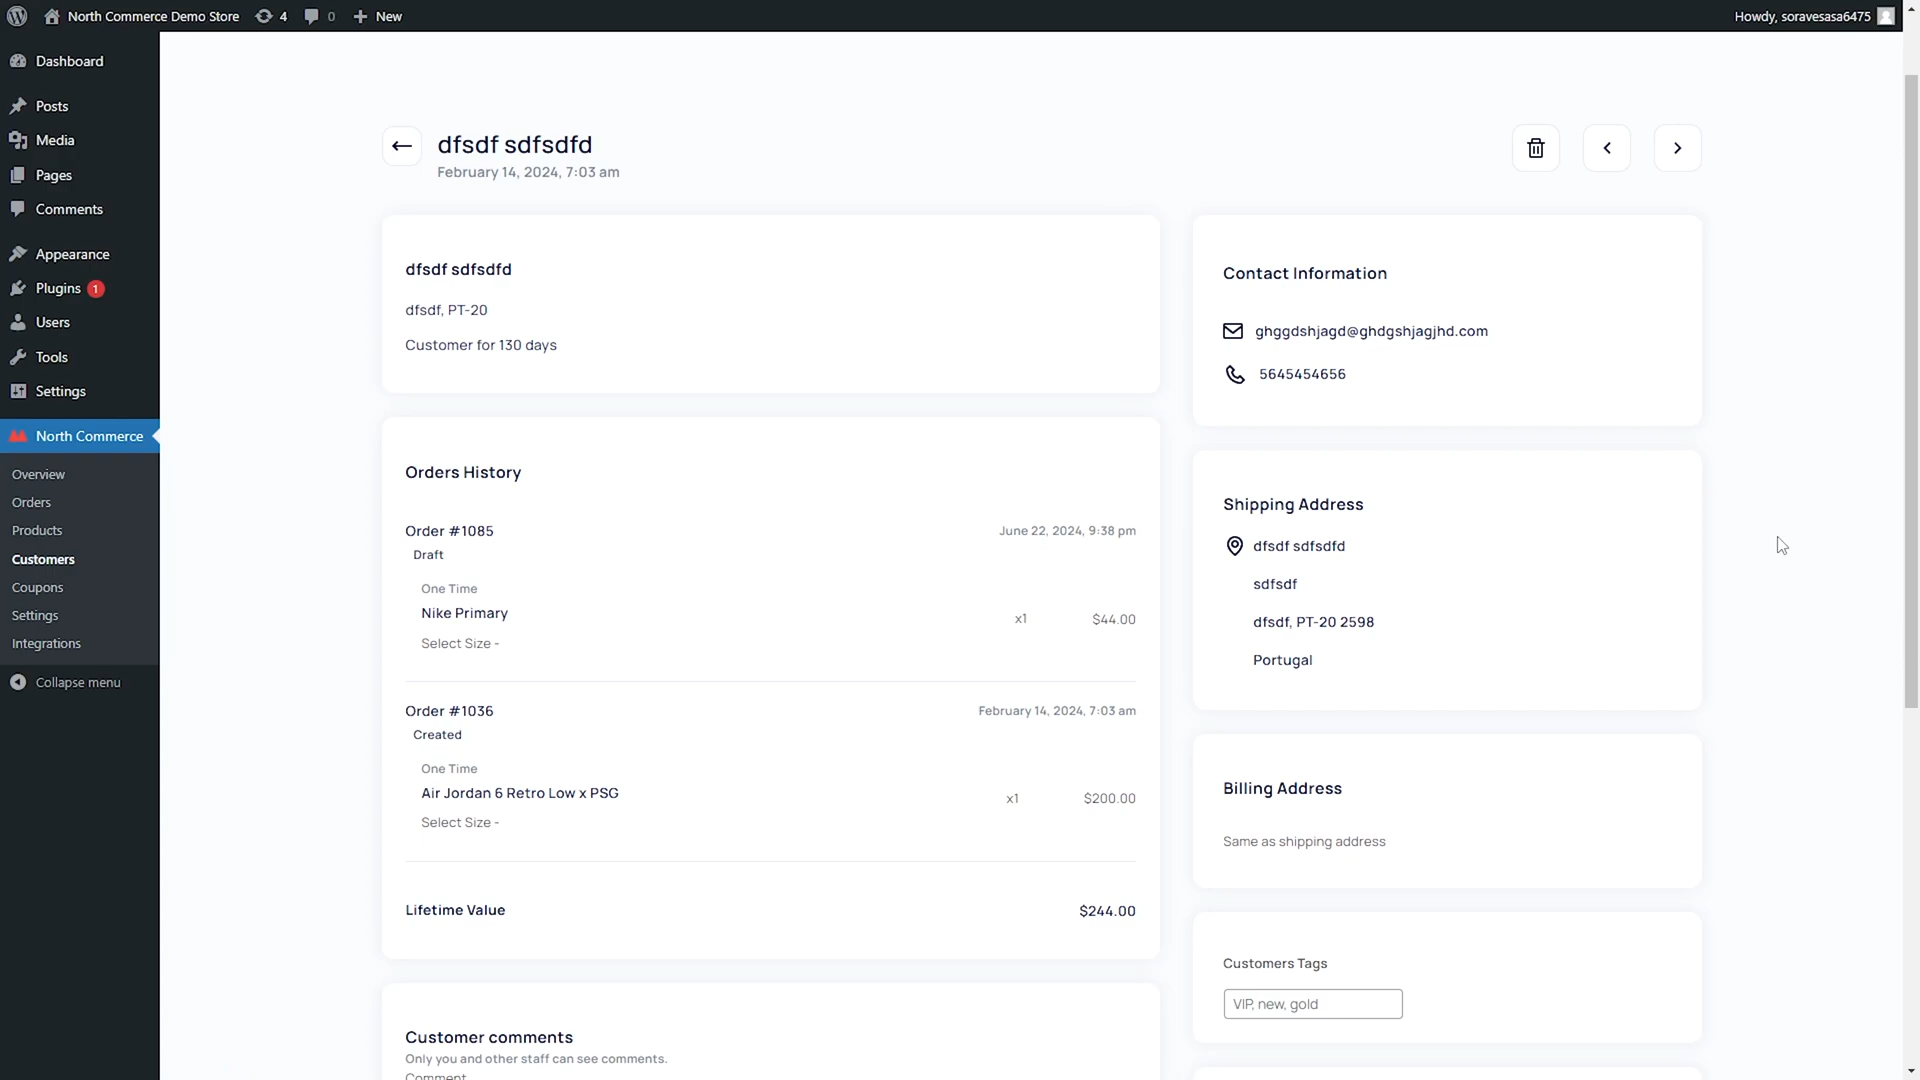 North Commerce Demo Store 4 0 New
Howdy, soravesasa6475
Dashboard
Posts
Media
Pages
Comments
Appearance
Plugins 1
Users
Tools
Settings
North Commerce
Overview
Orders
Products
Customers
Coupons
Settings
Integrations
Collapse menu
dfsdf sdfsdfd
February 14, 2024, 7:03 am
dfsdf sdfsdfd
dfsdf, PT-20
Customer for 130 days
Orders History
Order #1085 June 22, 2024, 9:38 pm
Draft
One Time
Nike Primary x1 $44.00
Select Size -
Order #1036 February 14, 2024, 7:03 am
Created
One Time
Air Jordan 6 Retro Low x PSG x1 $200.00
Select Size -
Lifetime Value $244.00
Customer comments
Only you and other staff can see comments.
Comment
Contact Information
ghggdshjagd@ghdgshjagjhd.com
5645454656
Shipping Address
dfsdf sdfsdfd
sdfsdf
dfsdf, PT-20 2598
Portugal
Billing Address
Same as shipping address
Customers Tags
VIP, new, gold